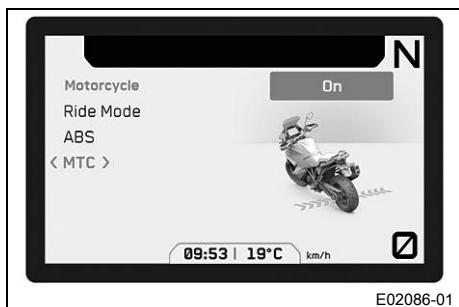 N
Motorcycle
On
Ride Mode
ABS
< MTC >
09:53 | 19°C km/h
0
E02086-01